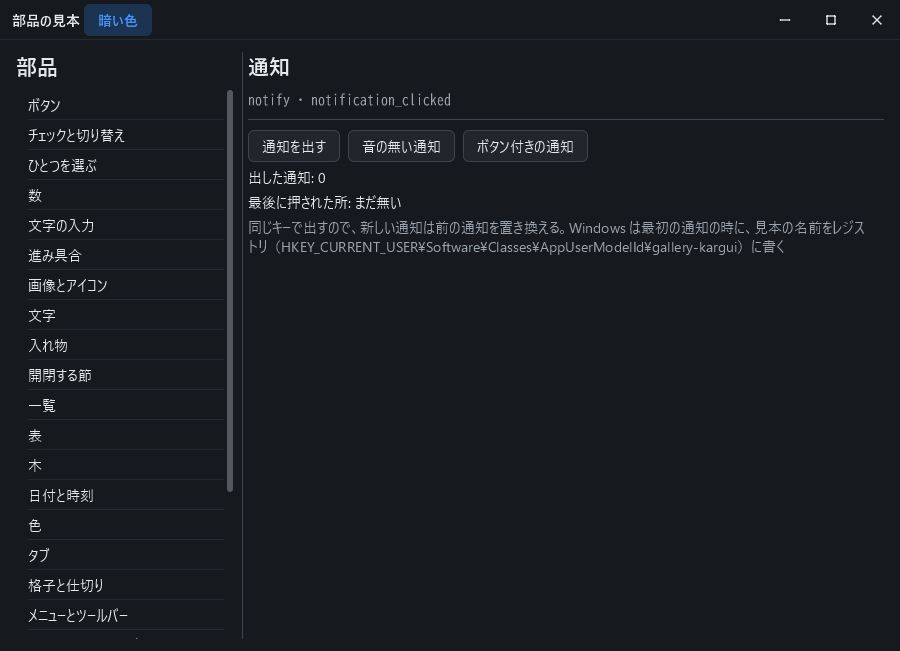 部品の見本 暗い色
部品
ボタン
チェックと切り替え
ひとつを選ぶ
数
文字の入力
進み具合
画像とアイコン
文字
入れ物
開閉する節
一覧
表
木
日付と時刻
色
タブ
格子と仕切り
メニューとツールバー
通知
notify · notification_clicked
通知を出す 音の無い通知 ボタン付きの通知
出した通知: 0
最後に押された所: まだ無い
同じキーで出すので、新しい通知は前の通知を置き換える。Windows は最初の通知の時に、見本の名前をレジス
トリ（HKEY_CURRENT_USER¥Software¥Classes¥AppUserModelId¥gallery-kargui）に書く